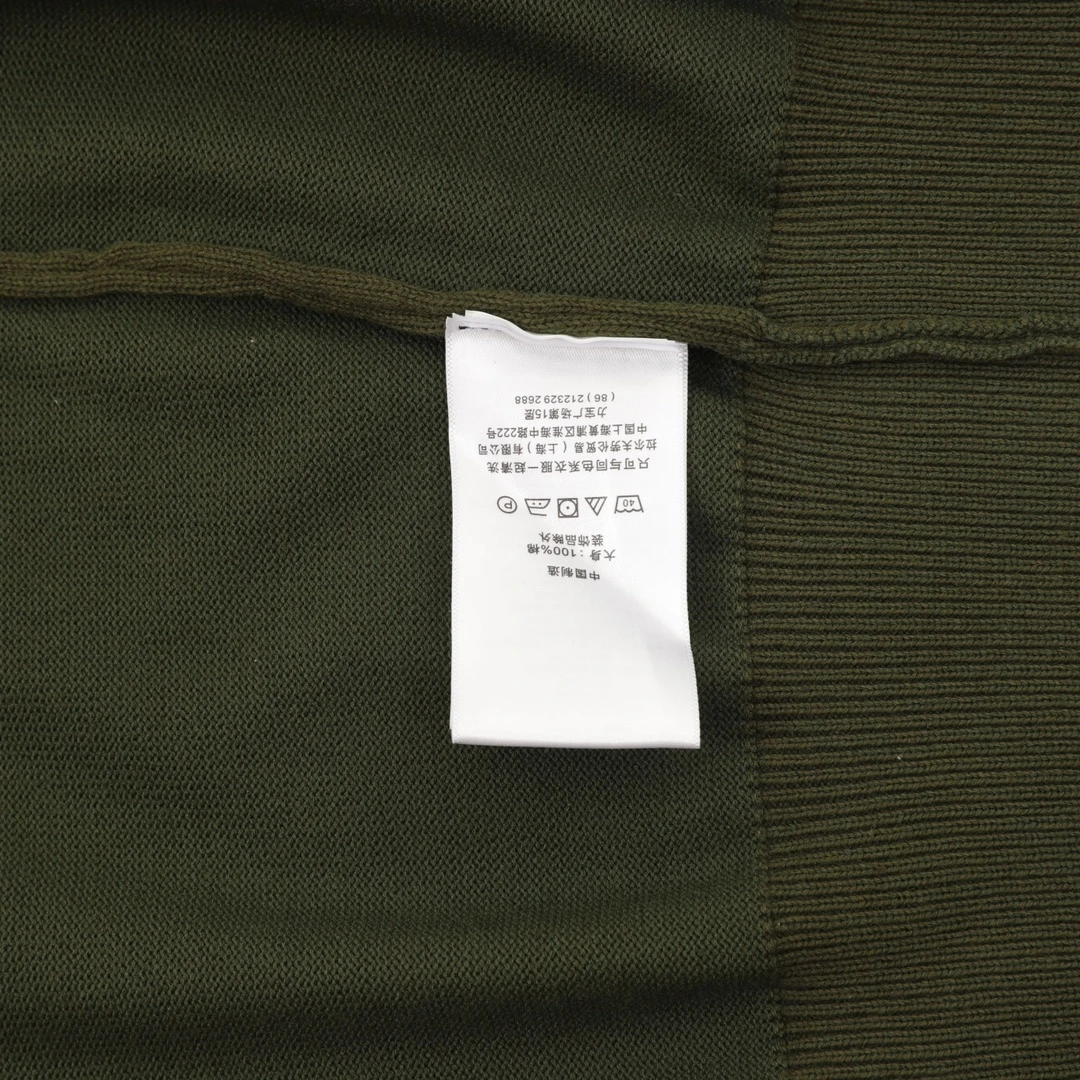 中国制造
大身：100%棉
装饰品除外
40 P
只可与同色系衣服一起清洗
拉尔夫劳伦贸易（上海）有限公司
中国上海黄浦区淮海中路222号
力宝广场第15层
(86) 212329 2688